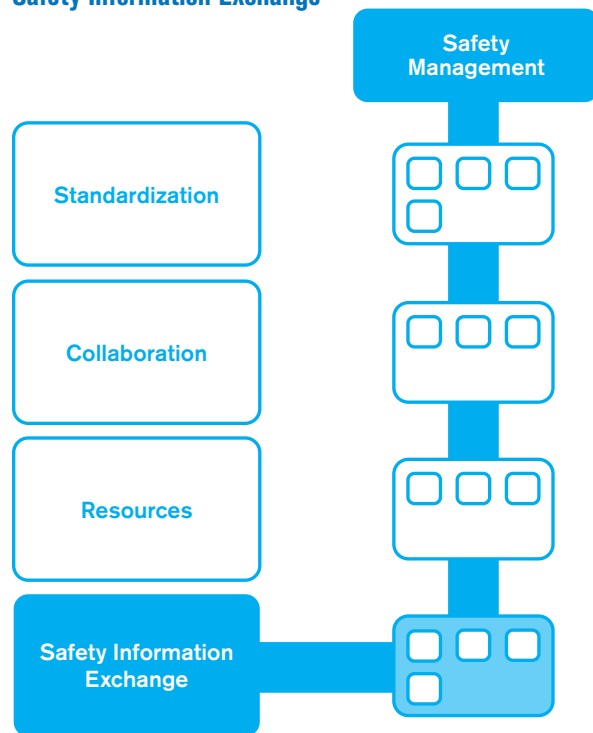 Safety Information Exchange
Safety
Management
Standardization
Collaboration
Resources
Safety Information
Exchange